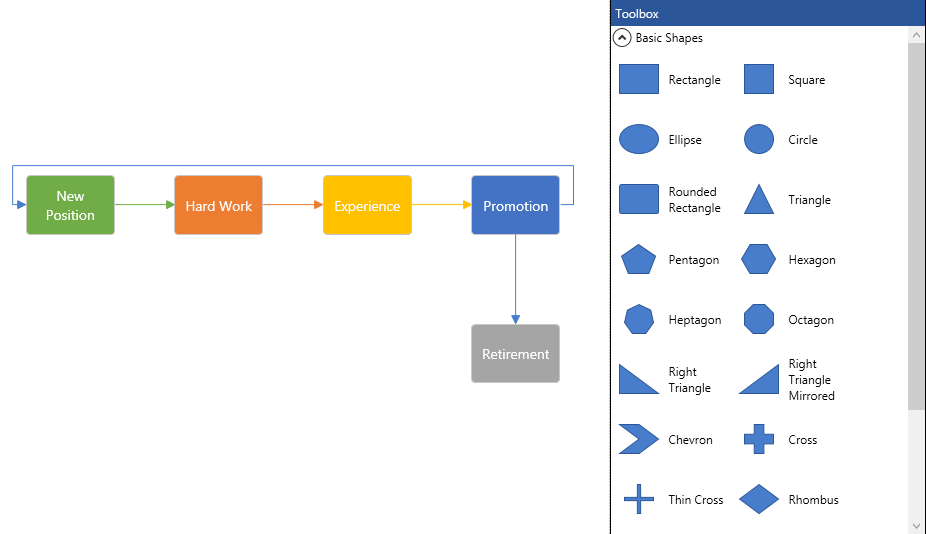 New
Position
Hard Work
Experience
Promotion
Retirement
Toolbox
Basic Shapes
Rectangle
Square
Ellipse
Circle
Rounded
Rectangle
Triangle
Pentagon
Hexagon
Heptagon
Octagon
Right
Triangle
Right
Triangle
Mirrored
Chevron
Cross
Thin Cross
Rhombus